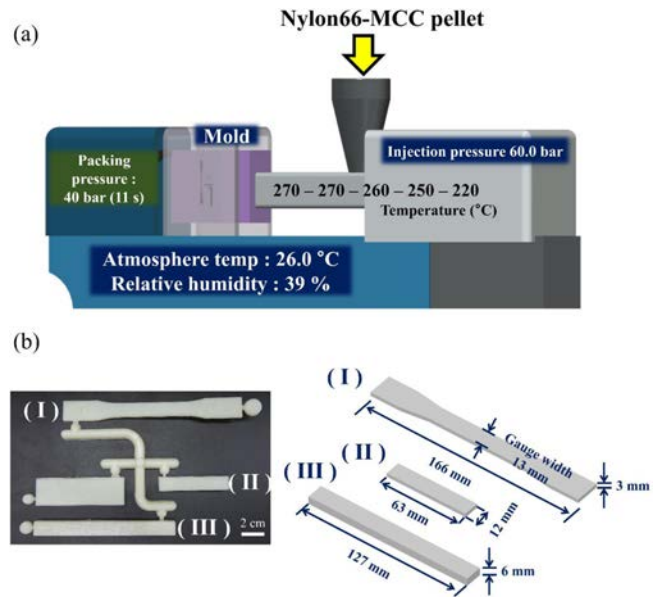 (a)
Nylon66-MCC pellet
Mold
Packing
pressure :
40 bar (11 s)
Injection pressure 60.0 bar
270 – 270 – 260 – 250 – 220
Temperature (°C)
Atmosphere temp : 26.0 °C
Relative humidity : 39 %
(b)
( I )
( II )
( III )
2 cm
( I )
Gauge width
13 mm
166 mm
3 mm
( II )
63 mm
12 mm
( III )
127 mm
6 mm